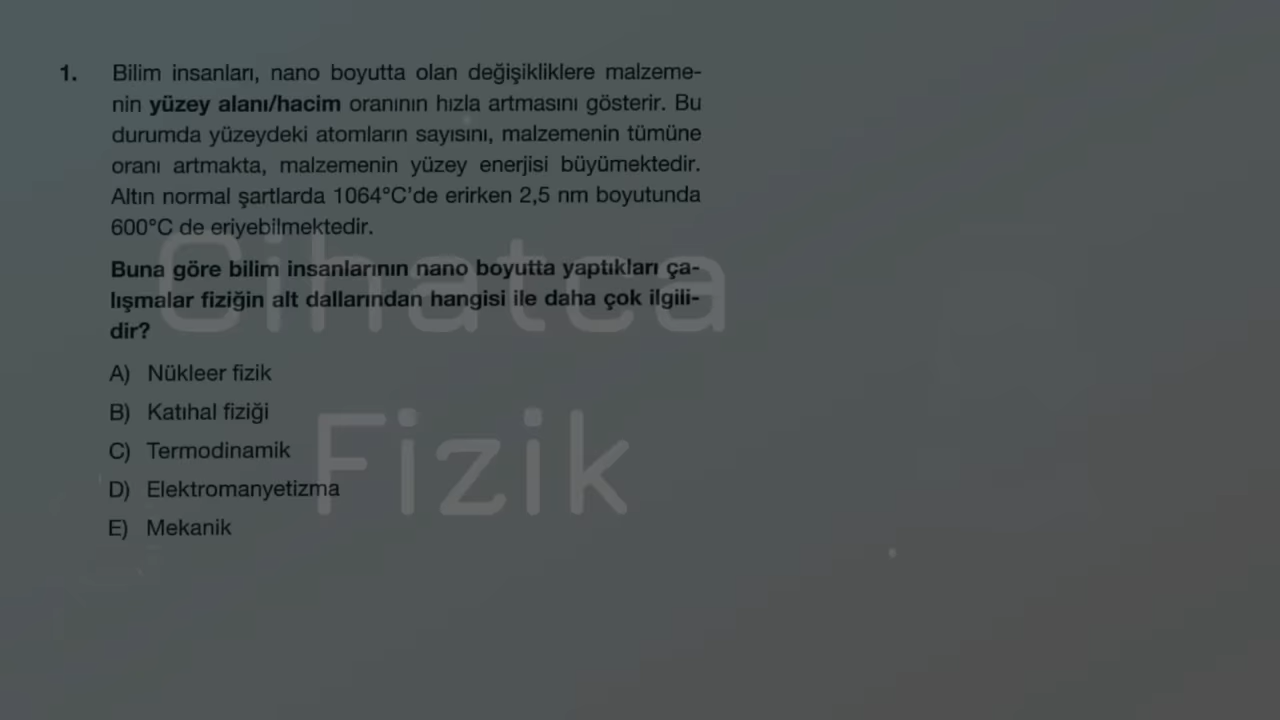 1. Bilim insanları, nano boyutta olan değişikliklere malzeme-
nin yüzey alanı/hacim oranının hızla artmasını gösterir. Bu
durumda yüzeydeki atomların sayısını, malzemenin tümüne
oranı artmakta, malzemenin yüzey enerjisi büyümektedir.
Altın normal şartlarda 1064°C'de erirken 2,5 nm boyutunda
600°C de eriyebilmektedir.
Buna göre bilim insanlarının nano boyutta yaptıkları ça-
lışmalar fiziğin alt dallarından hangisi ile daha çok ilgili-
dir?
A) Nükleer fizik
B) Katıhal fiziği
C) Termodinamik
D) Elektromanyetizma
E) Mekanik
Cihatca
Fizik